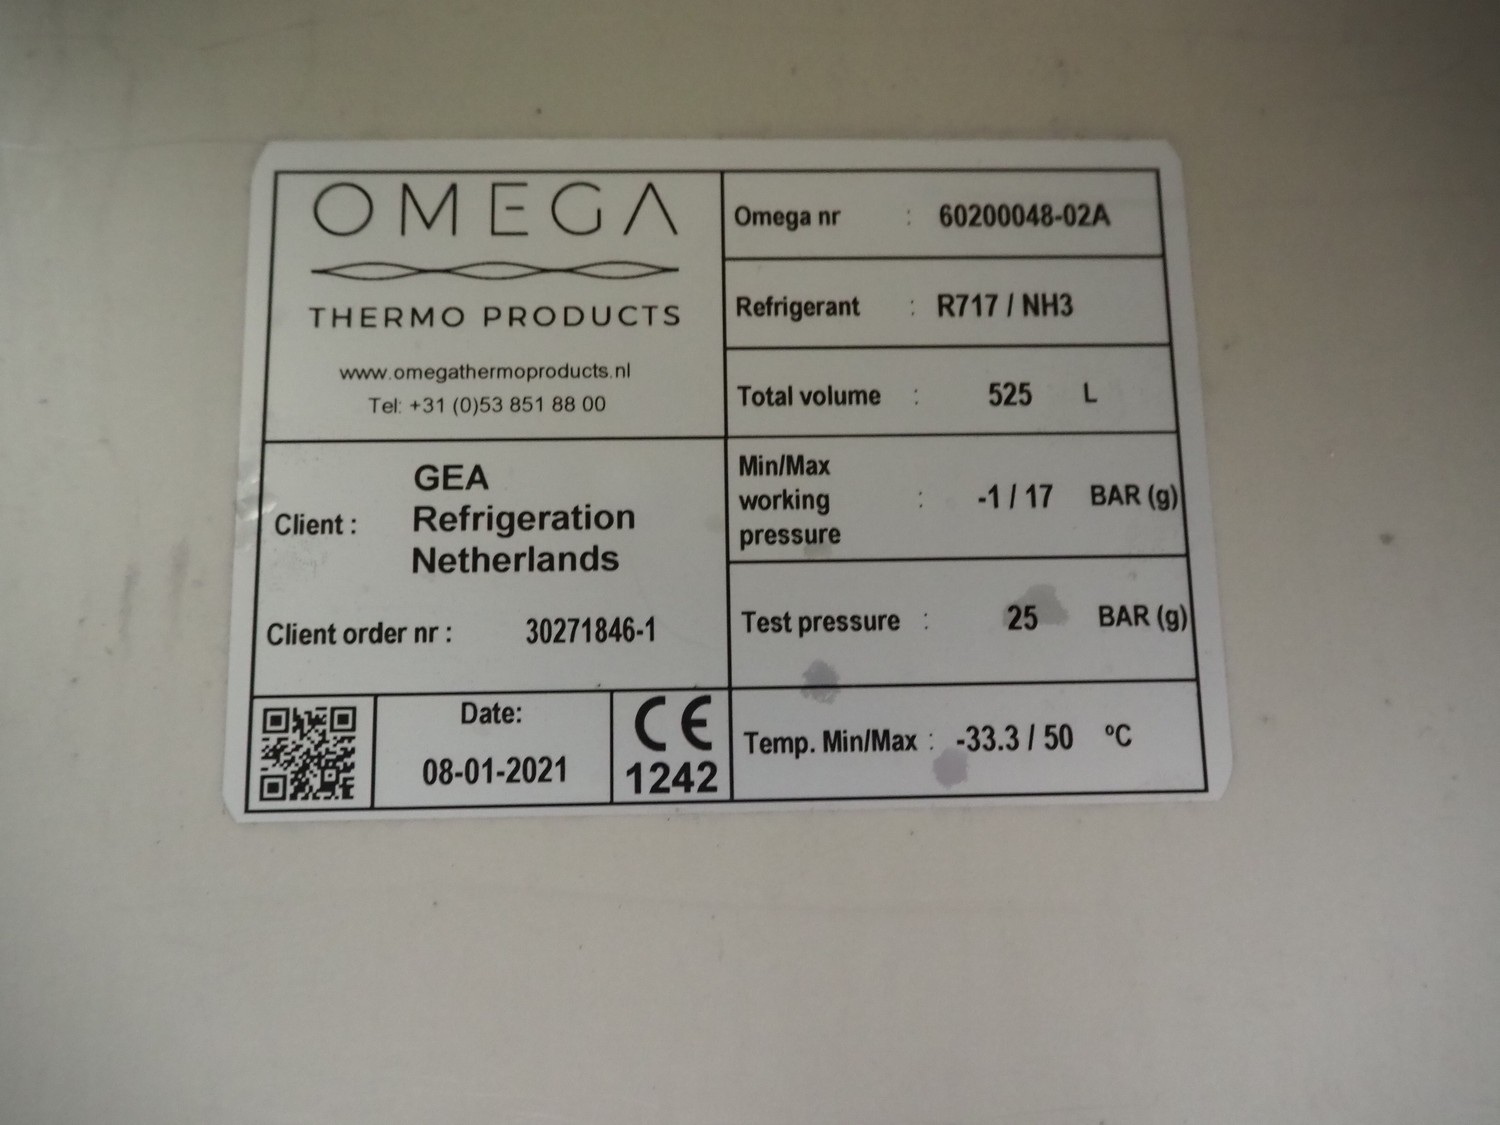 OMEGA
THERMO PRODUCTS
www.omegathermoproducts.nl
Tel: +31 (0)53 851 88 00
Client : GEA
Refrigeration
Netherlands
Client order nr : 30271846-1
Date:
08-01-2021
CE
1242
Omega nr : 60200048-02A
Refrigerant : R717 / NH3
Total volume : 525 L
Min/Max
working : -1 / 17 BAR (g)
pressure
Test pressure : 25 BAR (g)
Temp. Min/Max : -33.3 / 50 ºC